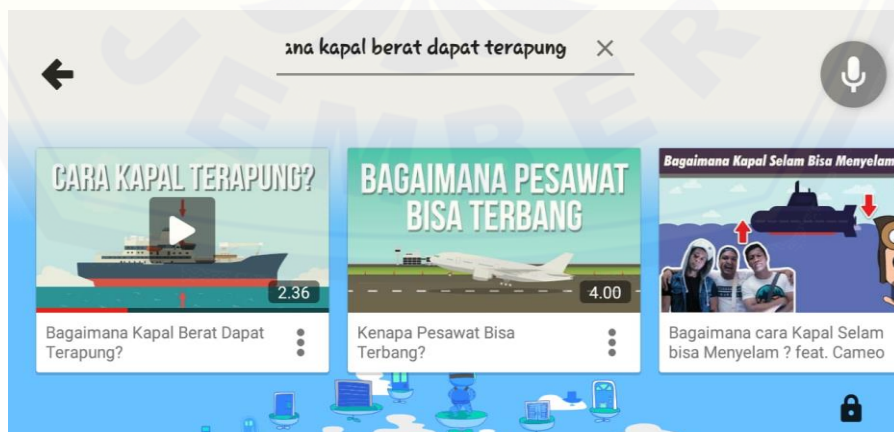 JEMBER
ana kapal berat dapat terapung
CARA KAPAL TERAPUNG?
2.36
Bagaimana Kapal Berat Dapat
Terapung?
BAGAIMANA PESAWAT
BISA TERBANG
4.00
Kenapa Pesawat Bisa
Terbang?
Bagaimana Kapal Selam Bisa Menyelam
Bagaimana cara Kapal Selam
bisa Menyelam ? feat. Cameo